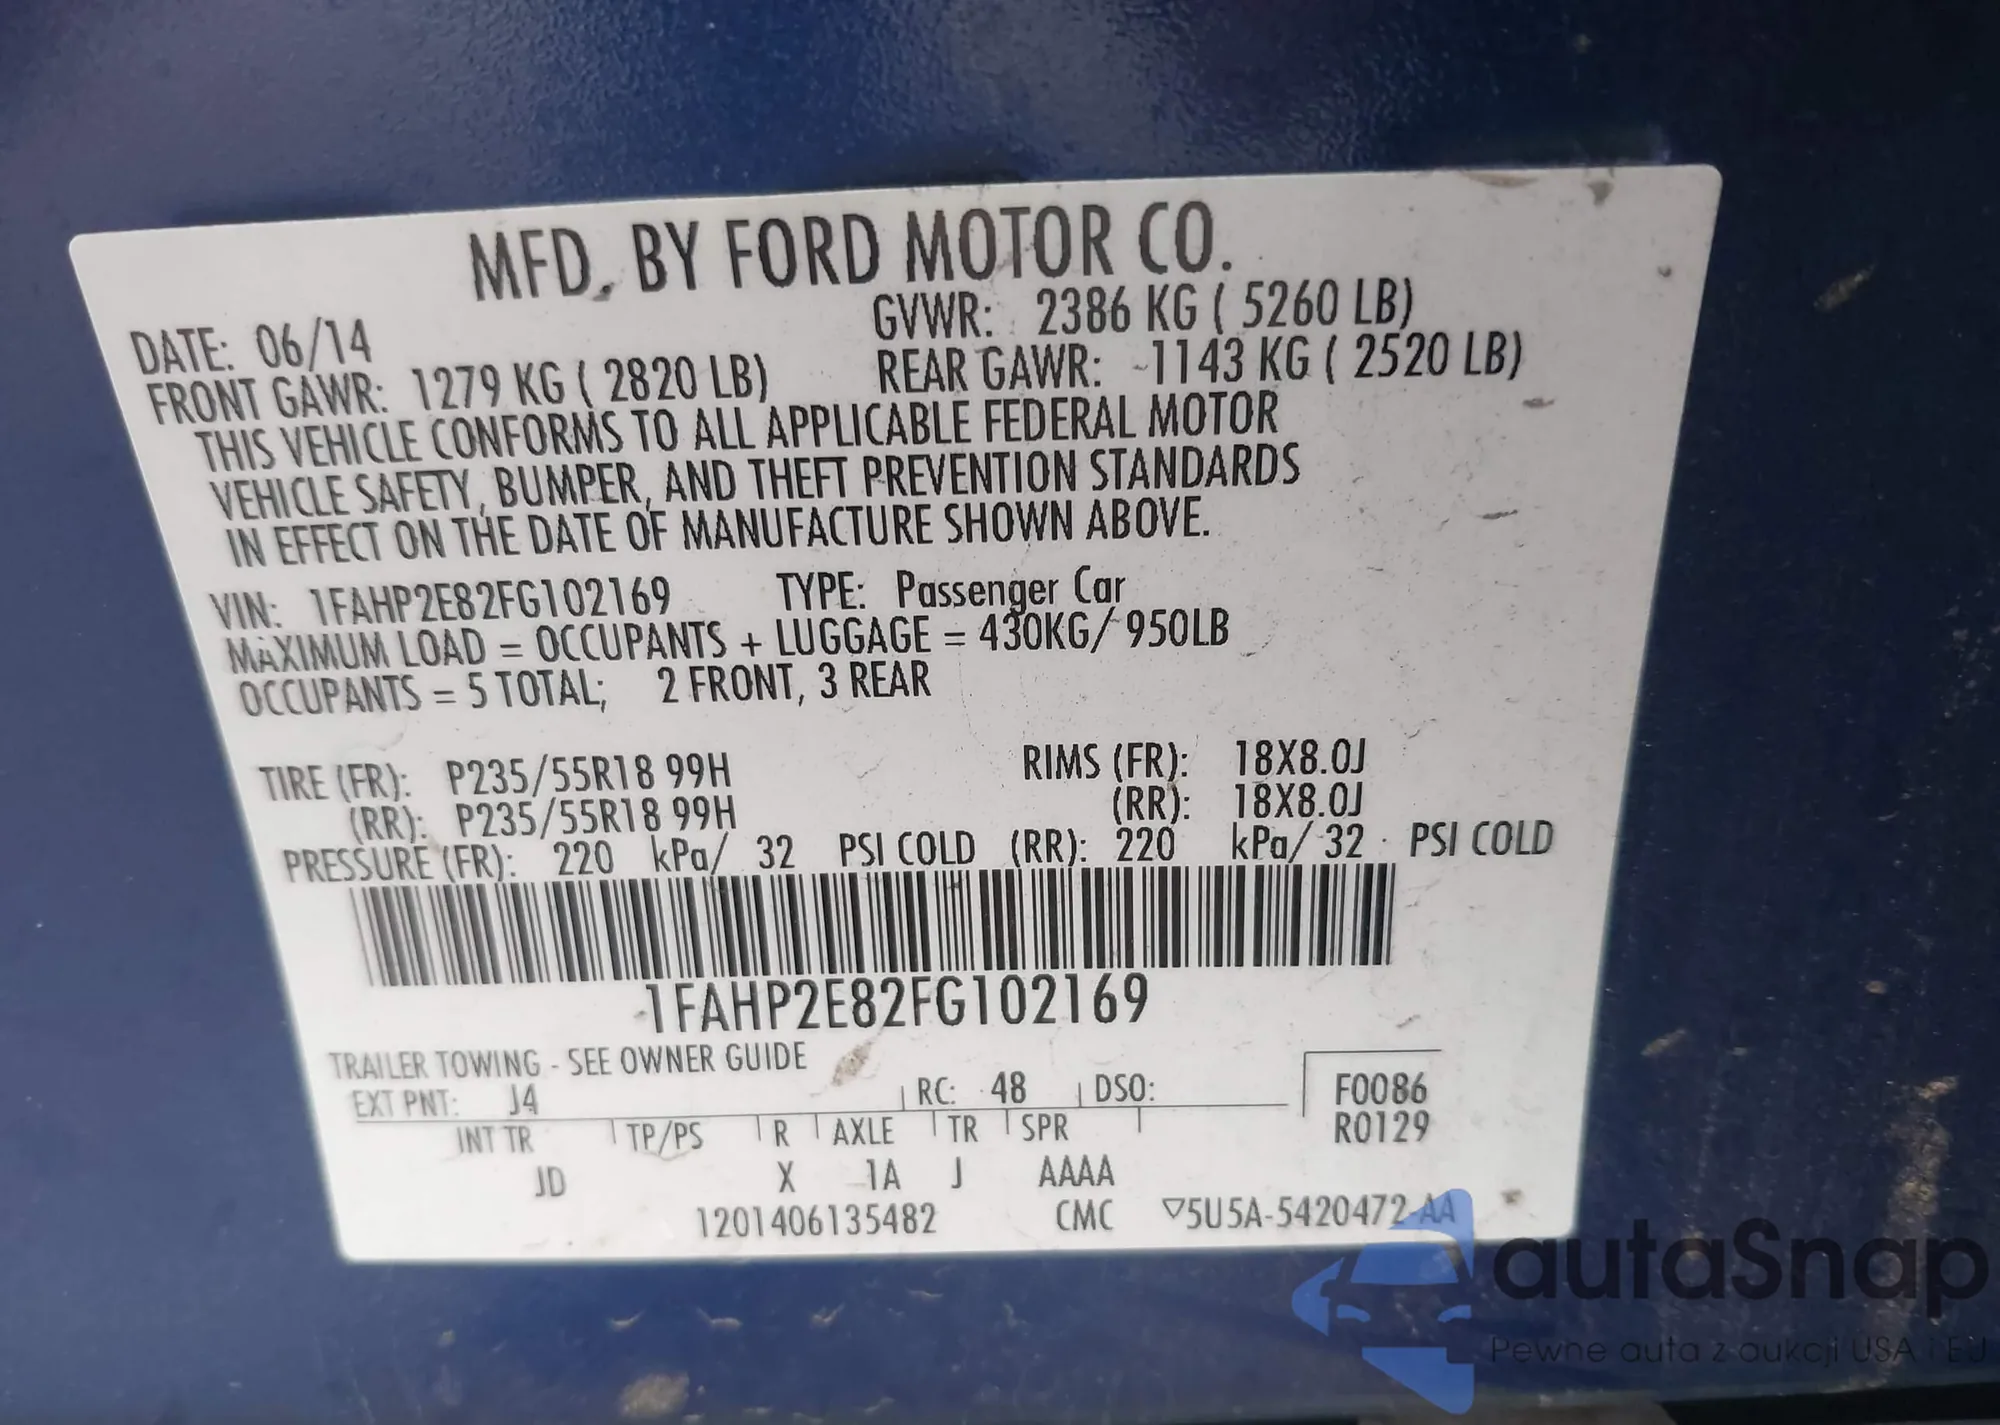 MFD. BY FORD MOTOR CO.
DATE: 06/14 GVWR: 2386 KG ( 5260 LB)
FRONT GAWR: 1279 KG ( 2820 LB) REAR GAWR: 1143 KG ( 2520 LB)
THIS VEHICLE CONFORMS TO ALL APPLICABLE FEDERAL MOTOR
VEHICLE SAFETY, BUMPER, AND THEFT PREVENTION STANDARDS
IN EFFECT ON THE DATE OF MANUFACTURE SHOWN ABOVE.
VIN: 1FAHP2E82FG102169 TYPE: Passenger Car
MAXIMUM LOAD = OCCUPANTS + LUGGAGE = 430KG/ 950LB
OCCUPANTS = 5 TOTAL; 2 FRONT, 3 REAR
TIRE (FR): P235/55R18 99H RIMS (FR): 18X8.0J
(RR): P235/55R18 99H (RR): 18X8.0J
PRESSURE (FR): 220 kPa/ 32 PSI COLD (RR): 220 kPa/ 32 PSI COLD
1FAHP2E82FG102169
TRAILER TOWING - SEE OWNER GUIDE
EXT PNT: J4 RC: 48 DSO: F0086
INT TR TP/PS R AXLE TR SPR R0129
JD X 1A J AAAA
1201406135482 CMC ▽5U5A-5420472-AA
autaSnap
Pewne auta z aukcji USA i EU